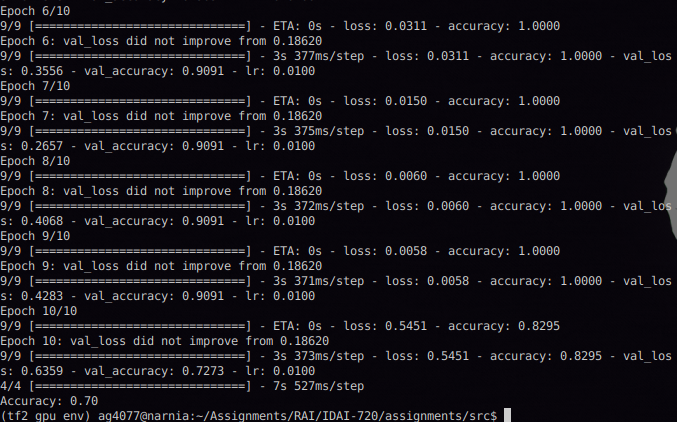 Epoch 6/10
9/9 [==============================] - ETA: 0s - loss: 0.0311 - accuracy: 1.0000
Epoch 6: val_loss did not improve from 0.18620
9/9 [==============================] - 3s 377ms/step - loss: 0.0311 - accuracy: 1.0000 - val_los
s: 0.3556 - val_accuracy: 0.9091 - lr: 0.0100
Epoch 7/10
9/9 [==============================] - ETA: 0s - loss: 0.0150 - accuracy: 1.0000
Epoch 7: val_loss did not improve from 0.18620
9/9 [==============================] - 3s 375ms/step - loss: 0.0150 - accuracy: 1.0000 - val_los
s: 0.2657 - val_accuracy: 0.9091 - lr: 0.0100
Epoch 8/10
9/9 [==============================] - ETA: 0s - loss: 0.0060 - accuracy: 1.0000
Epoch 8: val_loss did not improve from 0.18620
9/9 [==============================] - 3s 372ms/step - loss: 0.0060 - accuracy: 1.0000 - val_los
s: 0.4068 - val_accuracy: 0.9091 - lr: 0.0100
Epoch 9/10
9/9 [==============================] - ETA: 0s - loss: 0.0058 - accuracy: 1.0000
Epoch 9: val_loss did not improve from 0.18620
9/9 [==============================] - 3s 371ms/step - loss: 0.0058 - accuracy: 1.0000 - val_los
s: 0.4283 - val_accuracy: 0.9091 - lr: 0.0100
Epoch 10/10
9/9 [==============================] - ETA: 0s - loss: 0.5451 - accuracy: 0.8295
Epoch 10: val_loss did not improve from 0.18620
9/9 [==============================] - 3s 373ms/step - loss: 0.5451 - accuracy: 0.8295 - val_los
s: 0.6359 - val_accuracy: 0.7273 - lr: 0.0100
4/4 [==============================] - 7s 527ms/step
Accuracy: 0.70
(tf2 gpu env) ag4077@narnia:~/Assignments/RAI/IDAI-720/assignments/src$